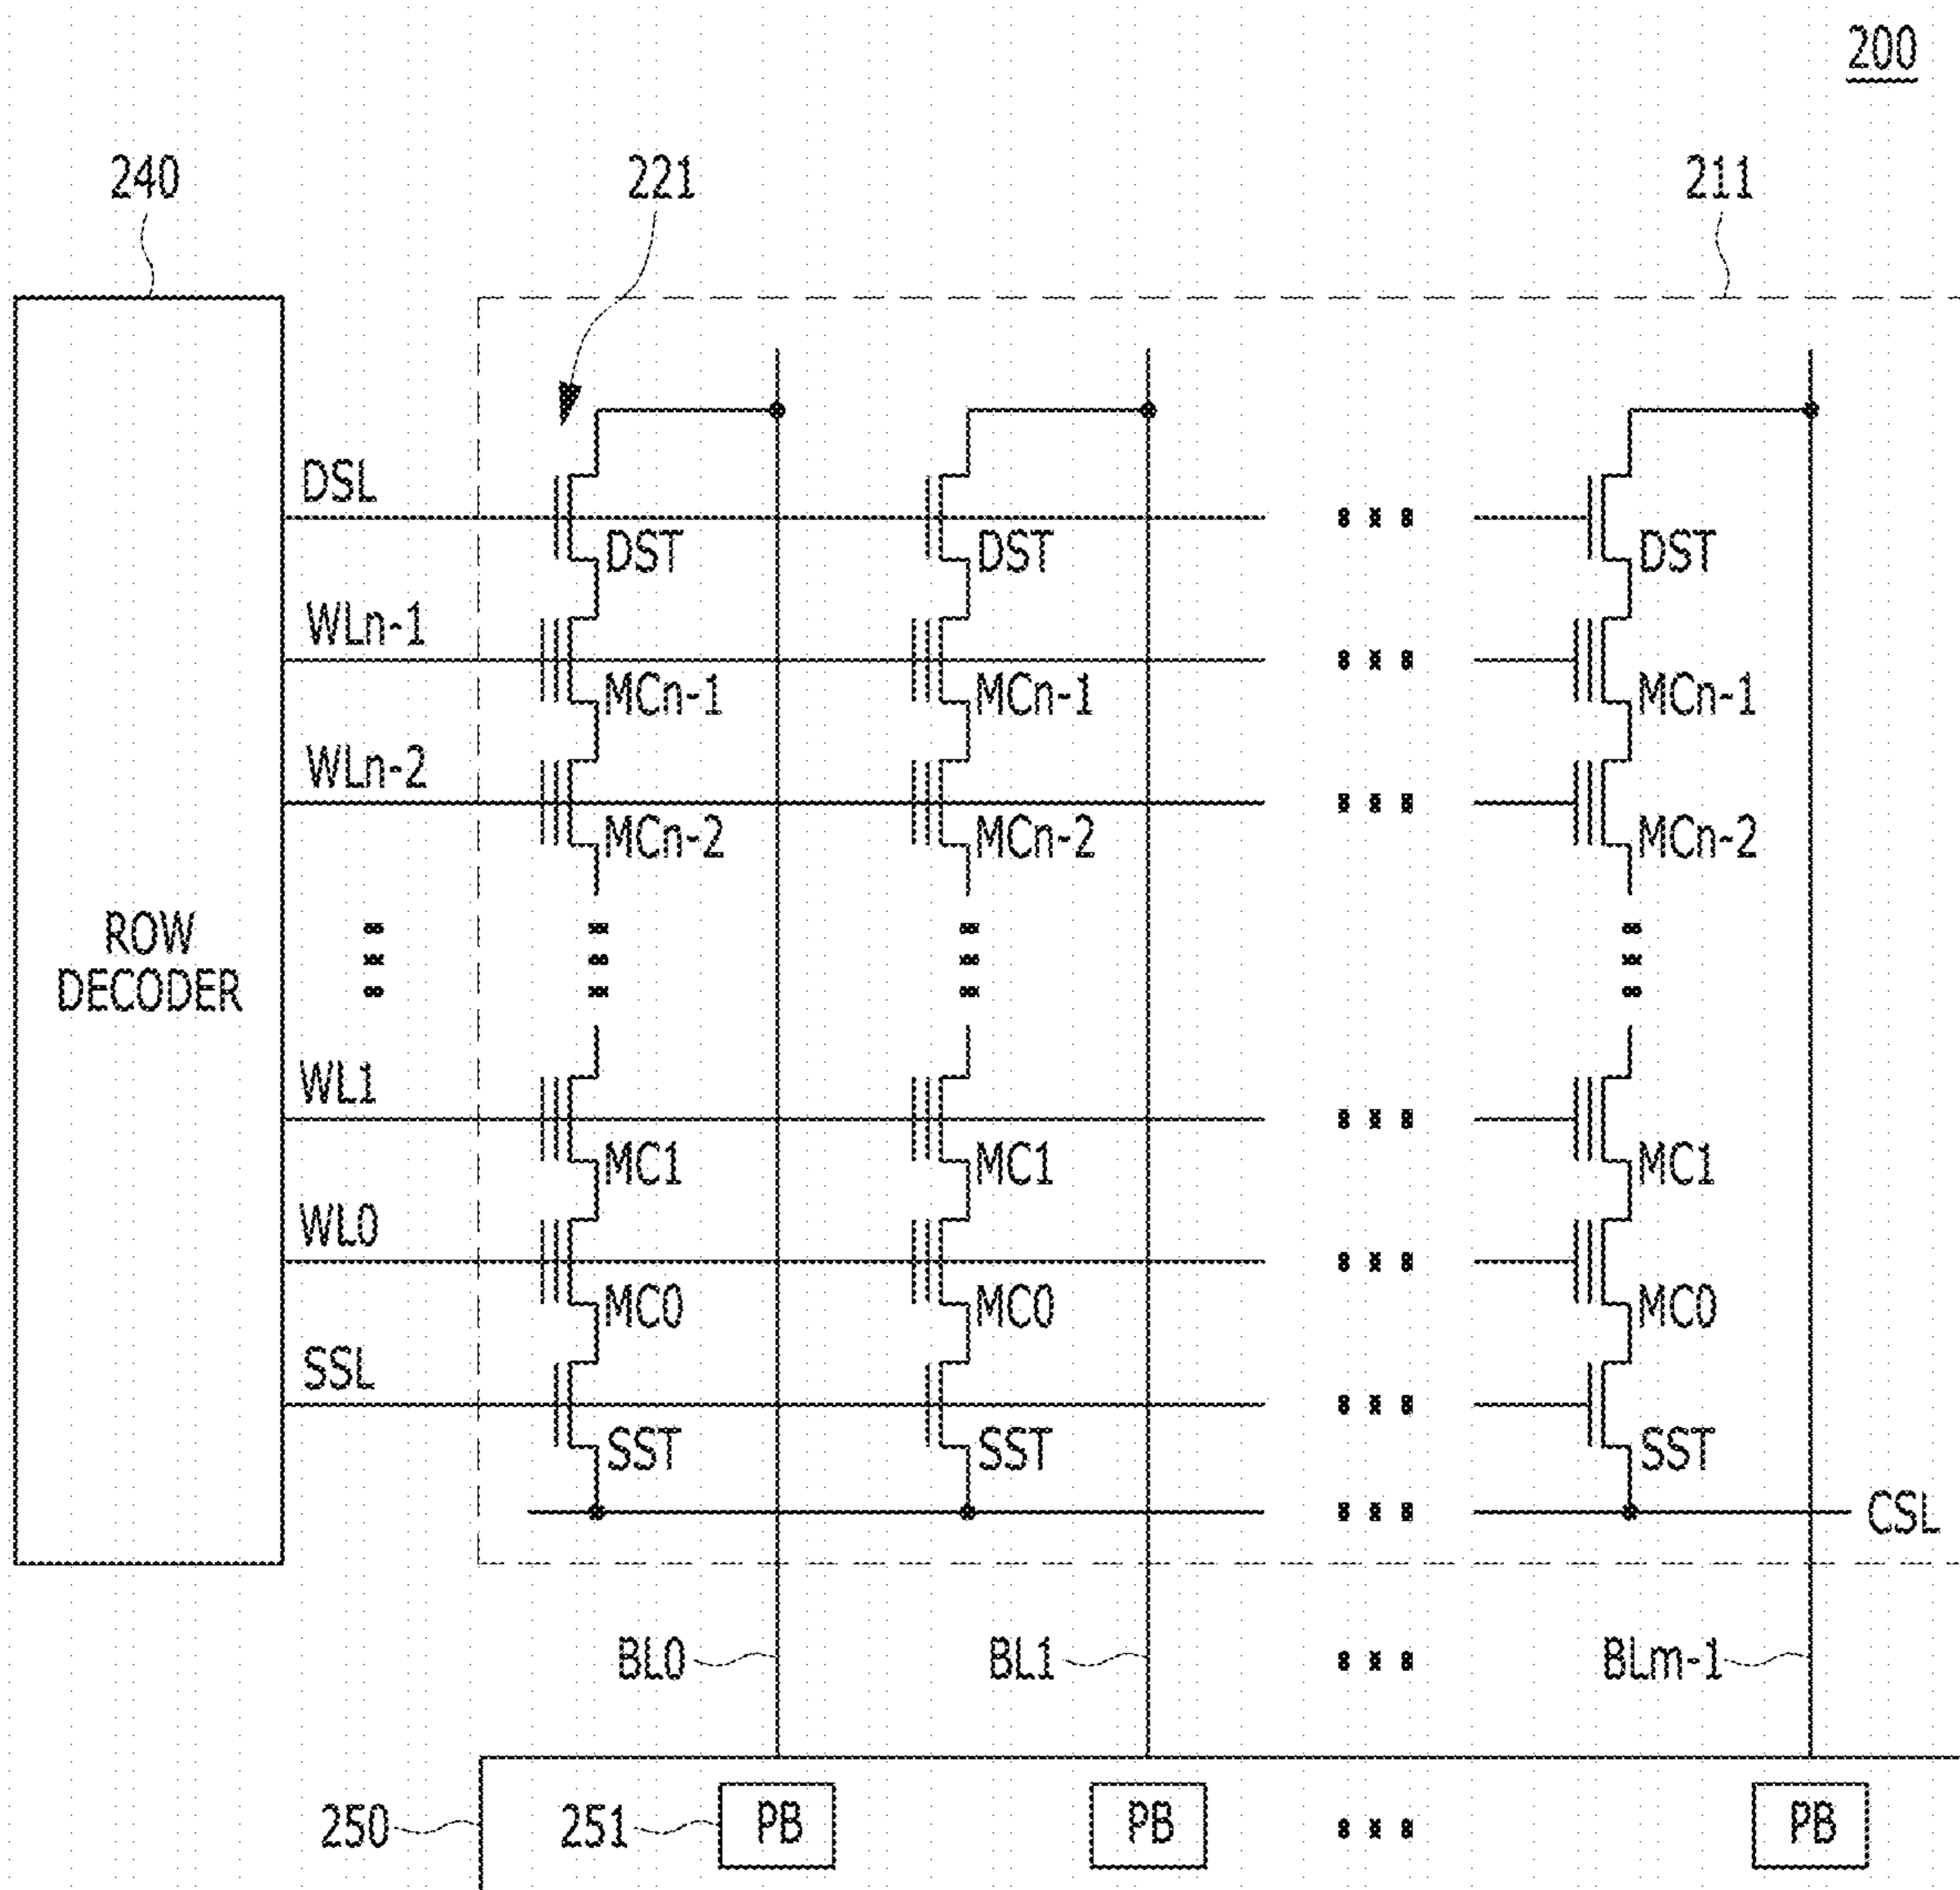 200
240 221 211
DSL
DST DST DST
WLn-1
MCn-1 MCn-1 MCn-1
WLn-2
MCn-2 MCn-2 MCn-2
ROW
DECODER
WL1
MC1 MC1 MC1
WL0
MC0 MC0 MC0
SSL
SST SST SST
CSL
BL0 BL1 BLm-1
250 251 PB PB PB